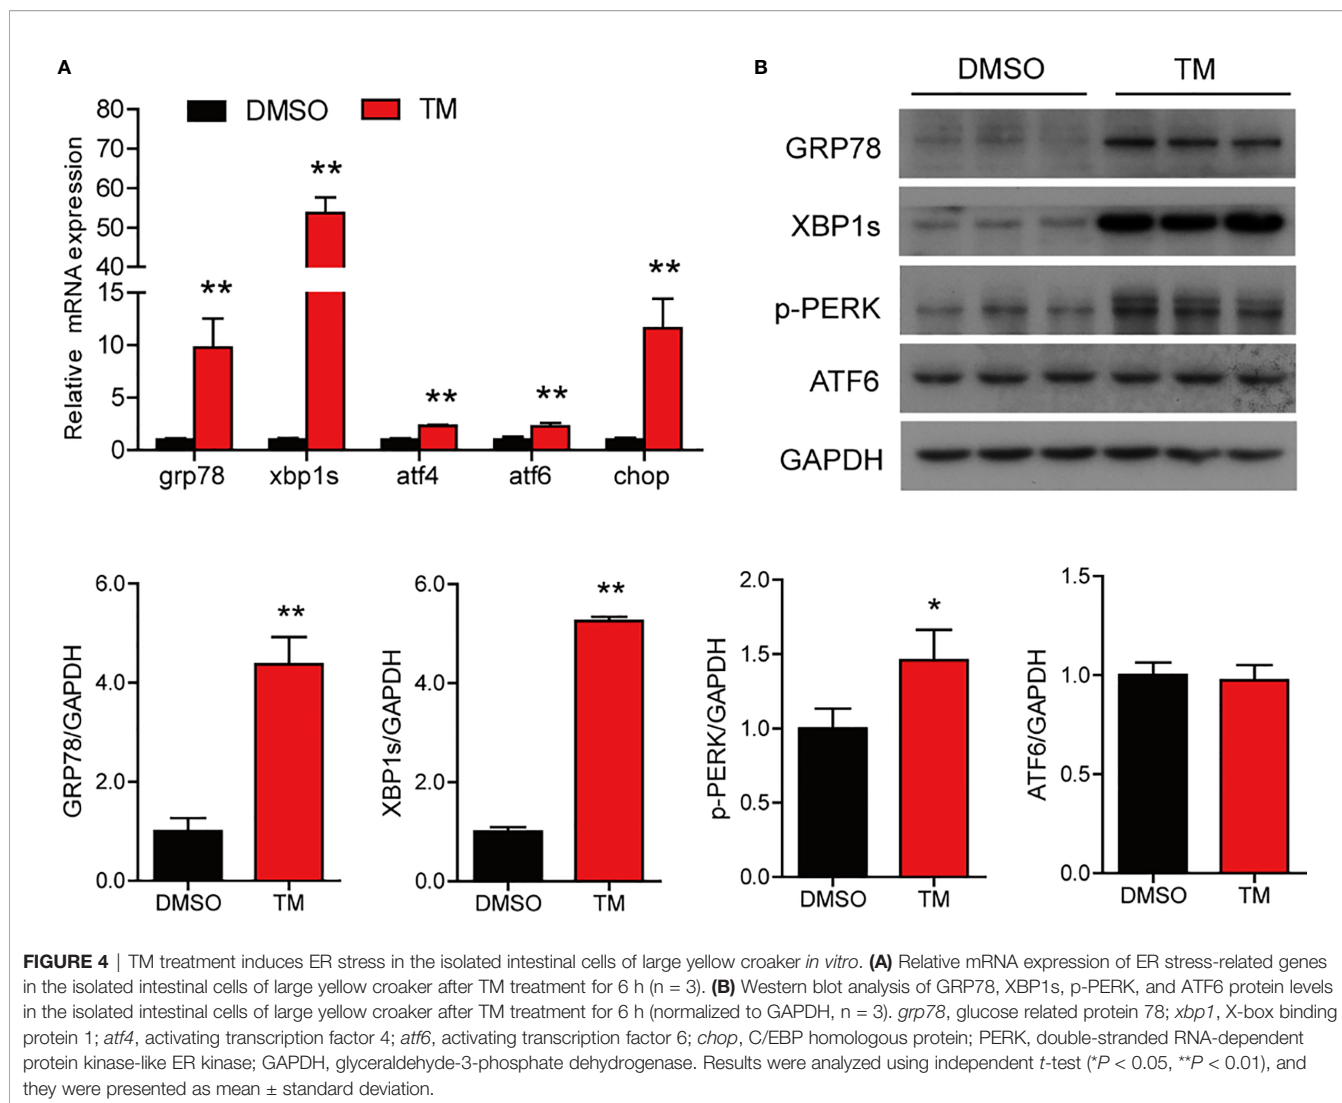 A
DMSO
TM
Relative mRNA expression
80
70
60
50
40
15
10
5
0
**
**
**
**
**
grp78
xbp1s
atf4
atf6
chop
B
DMSO
TM
GRP78
XBP1s
p-PERK
ATF6
GAPDH
GRP78/GAPDH
6.0
4.0
2.0
0.0
**
DMSO
TM
XBP1s/GAPDH
6.0
4.0
2.0
0.0
**
DMSO
TM
p-PERK/GAPDH
2.0
1.5
1.0
0.5
0.0
*
DMSO
TM
ATF6/GAPDH
1.5
1.0
0.5
0.0
DMSO
TM
FIGURE 4 | TM treatment induces ER stress in the isolated intestinal cells of large yellow croaker in vitro. (A) Relative mRNA expression of ER stress-related genes
in the isolated intestinal cells of large yellow croaker after TM treatment for 6 h (n = 3). (B) Western blot analysis of GRP78, XBP1s, p-PERK, and ATF6 protein levels
in the isolated intestinal cells of large yellow croaker after TM treatment for 6 h (normalized to GAPDH, n = 3). grp78, glucose related protein 78; xbp1, X-box binding
protein 1; atf4, activating transcription factor 4; atf6, activating transcription factor 6; chop, C/EBP homologous protein; PERK, double-stranded RNA-dependent
protein kinase-like ER kinase; GAPDH, glyceraldehyde-3-phosphate dehydrogenase. Results were analyzed using independent t-test (*P < 0.05, **P < 0.01), and
they were presented as mean ± standard deviation.